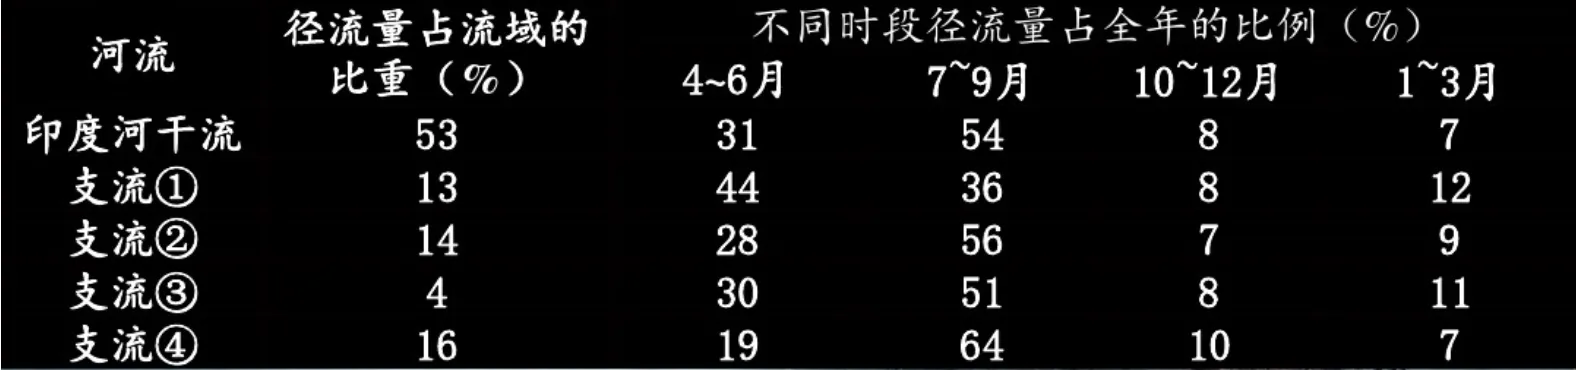 河流 径流量占流域的比重（%） 不同时段径流量占全年的比例（%）
4~6月 7~9月 10~12月 1~3月
印度河干流 53 31 54 8 7
支流① 13 44 36 8 12
支流② 14 28 56 7 9
支流③ 4 30 51 8 11
支流④ 16 19 64 10 7